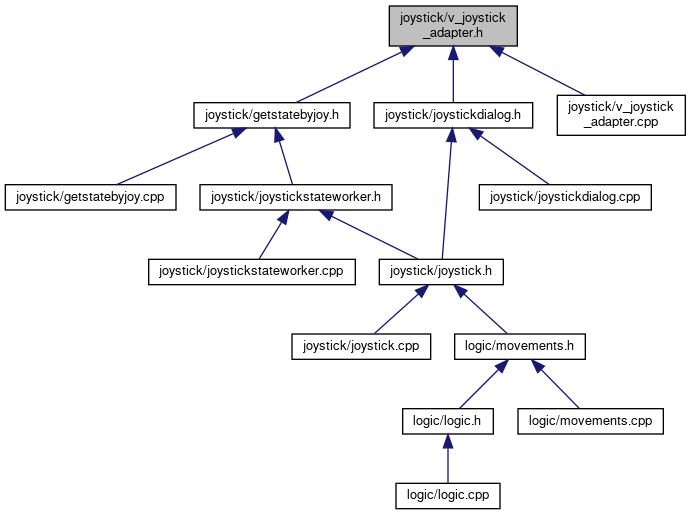 joystick/v_joystick
_adapter.h
joystick/getstatebyjoy.h
joystick/joystickdialog.h
joystick/v_joystick
_adapter.cpp
joystick/getstatebyjoy.cpp
joystick/joystickstateworker.h
joystick/joystickdialog.cpp
joystick/joystickstateworker.cpp
joystick/joystick.h
joystick/joystick.cpp
logic/movements.h
logic/logic.h
logic/movements.cpp
logic/logic.cpp